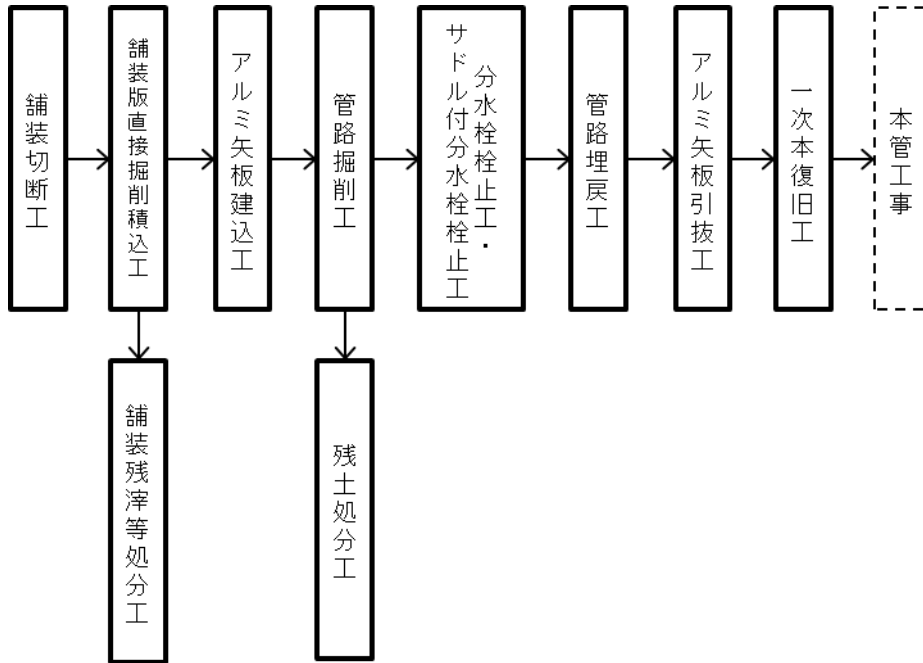 舗装切断工
舗装版直接掘削積込工
アルミ矢板建込工
管路掘削工
分水栓栓止工・
サドル付分水栓栓止工
管路埋戻工
アルミ矢板引抜工
一次本復旧工
本管工事
舗装残滓等処分工
残土処分工